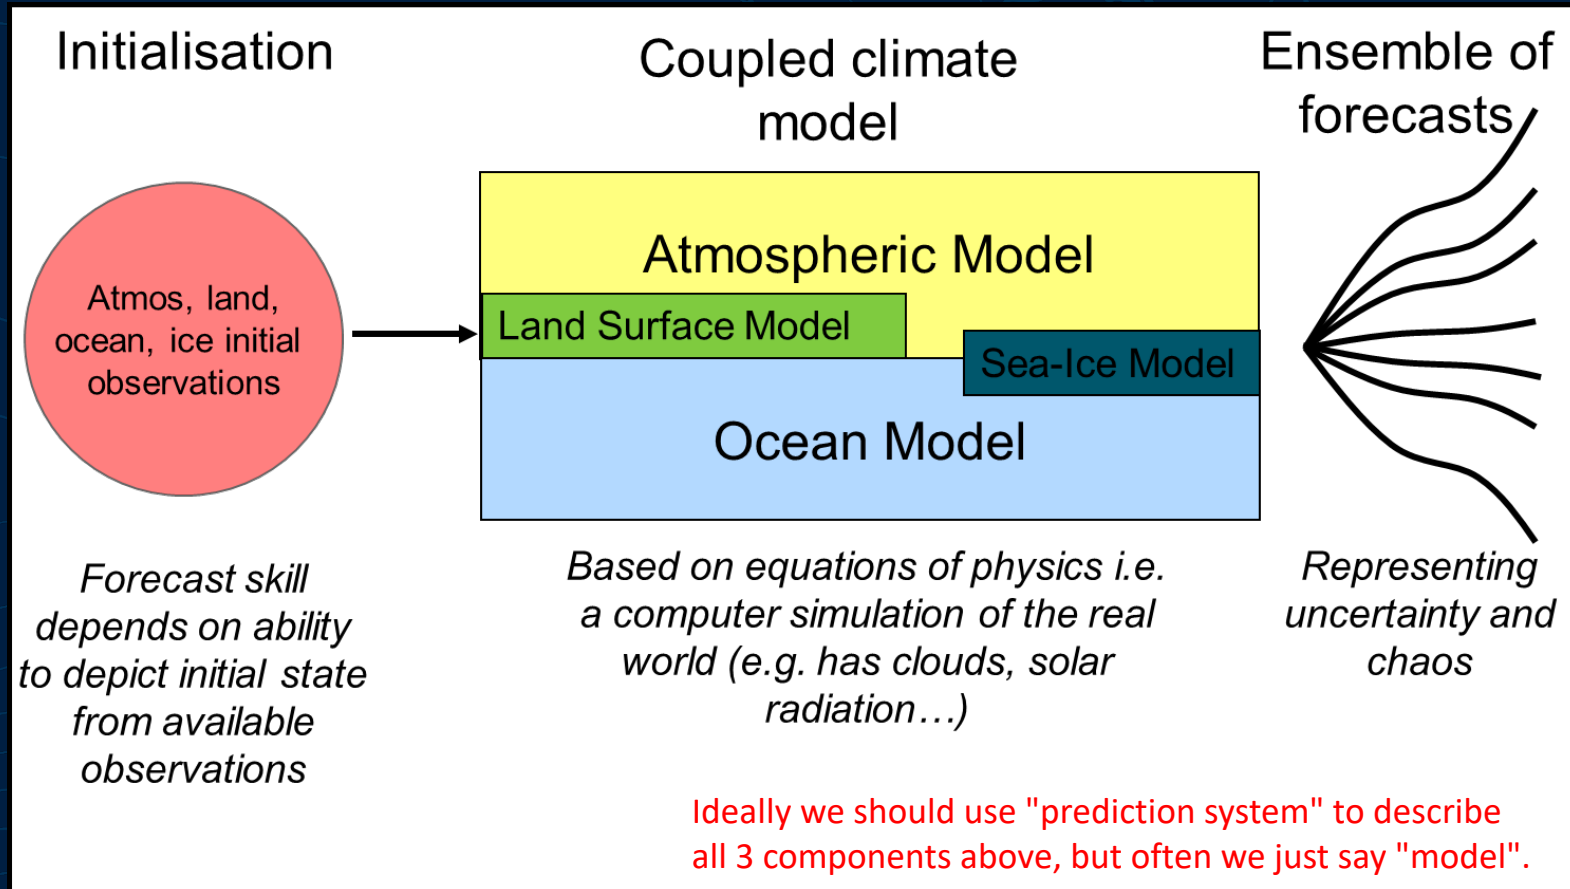 Initialisation
Coupled climate
model
Ensemble of
forecasts
Atmos, land,
ocean, ice initial
observations
Atmospheric Model
Land Surface Model
Sea-Ice Model
Ocean Model
Forecast skill
depends on ability
to depict initial state
from available
observations
Based on equations of physics i.e.
a computer simulation of the real
world (e.g. has clouds, solar
radiation…)
Representing
uncertainty and
chaos
Ideally we should use "prediction system" to describe
all 3 components above, but often we just say "model".